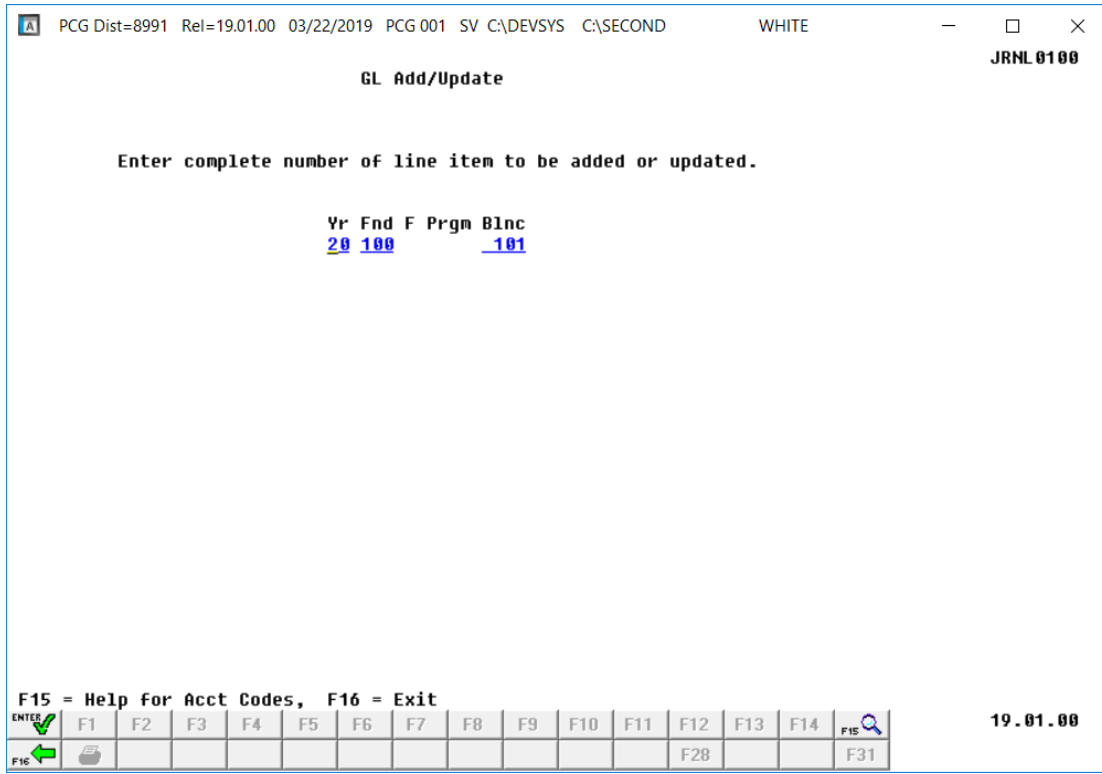 A PCG Dist=8991 Rel=19.01.00 03/22/2019 PCG 001 SV C:\DEVSYS C:\SECOND WHITE
JRNL0100
GL Add/Update
Enter complete number of line item to be added or updated.
Yr Fnd F Prgm Blnc
20 100 101
F15 = Help for Acct Codes, F16 = Exit
ENTER F1 F2 F3 F4 F5 F6 F7 F8 F9 F10 F11 F12 F13 F14 F15 19.01.00
F16 F28 F31